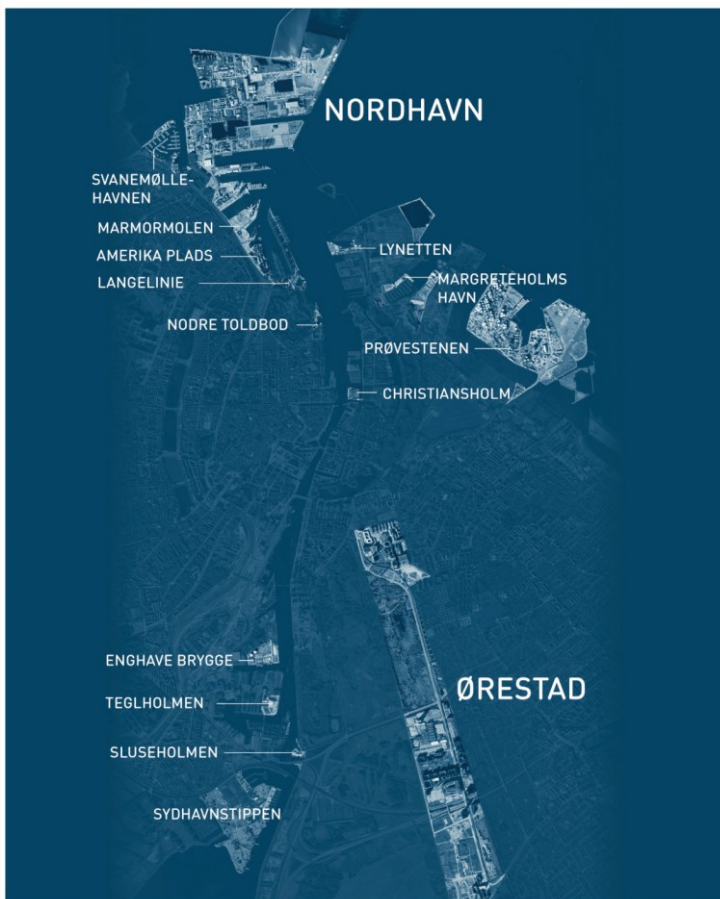 NORDHAVN
SVANEMØLLE-
HAVNEN
MARMORMOLEN
AMERIKA PLADS
LANGELINIE
NODRE TOLDBOD
LYNETTEN
MARGRETEHOLMS
HAVN
PRØVESTENEN
CHRISTIANSHOLM
ENGHAVE BRYGGE
TEGLHOLMEN
SLUSEHOLMEN
SYDHAVNSTIPPEN
ØRESTAD